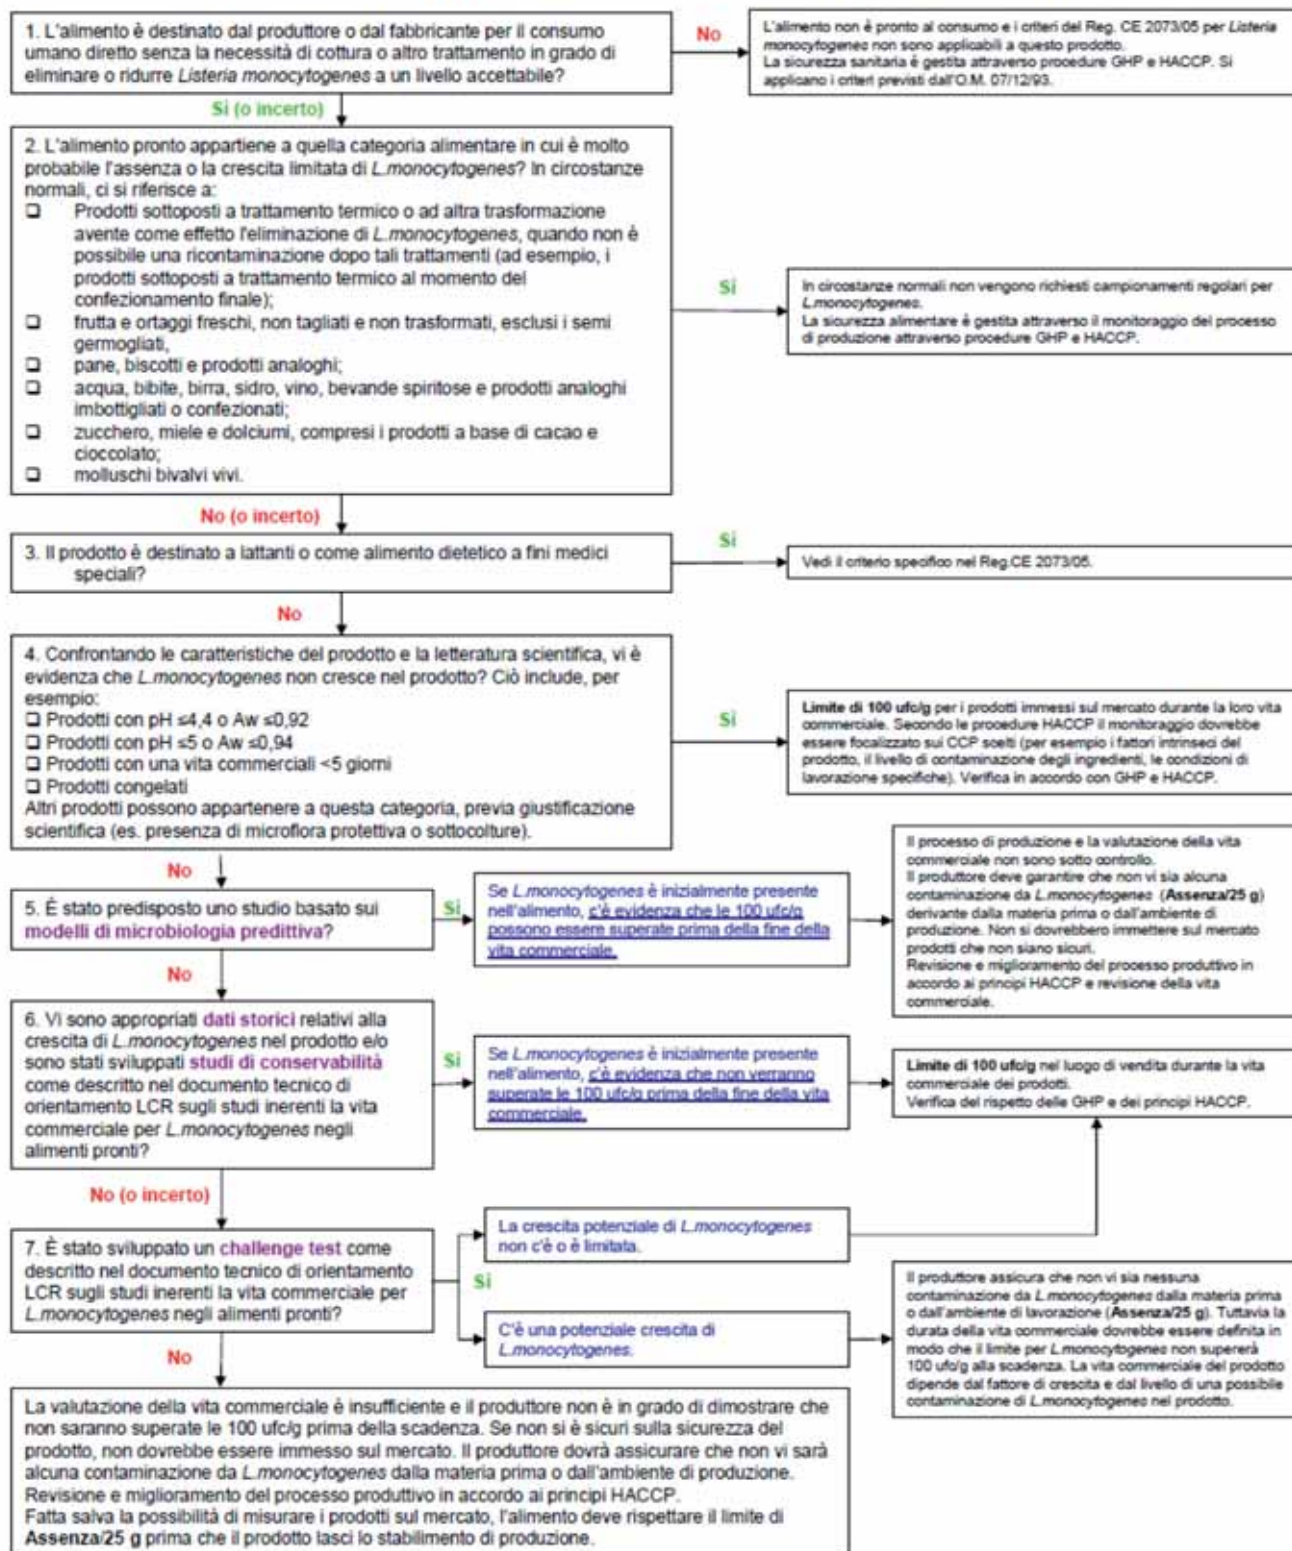 1. L'alimento è destinato dal produttore o dal fabbricante per il consumo
umano diretto senza la necessità di cottura o altro trattamento in grado di
eliminare o ridurre Listeria monocytogenes a un livello accettabile?
No
L'alimento non è pronto al consumo e i criteri del Reg. CE 2073/05 per Listeria
monocytogenes non sono applicabili a questo prodotto.
La sicurezza sanitaria è gestita attraverso procedure GHP e HACCP. Si
applicano i criteri previsti dall'O.M. 07/12/93.
Sì (o incerto)
2. L'alimento pronto appartiene a quella categoria alimentare in cui è molto
probabile l'assenza o la crescita limitata di L.monocytogenes? In circostanze
normali, ci si riferisce a:
❑ Prodotti sottoposti a trattamento termico o ad altra trasformazione
avente come effetto l'eliminazione di L.monocytogenes, quando non è
possibile una ricontaminazione dopo tali trattamenti (ad esempio, i
prodotti sottoposti a trattamento termico al momento del
confezionamento finale);
❑ frutta e ortaggi freschi, non tagliati e non trasformati, esclusi i semi
germogliati,
❑ pane, biscotti e prodotti analoghi;
❑ acqua, bibite, birra, sidro, vino, bevande spiritose e prodotti analoghi
imbottigliati o confezionati;
❑ zucchero, miele e dolciumi, compresi i prodotti a base di cacao e
cioccolato;
❑ molluschi bivalvi vivi.
Sì
In circostanze normali non vengono richiesti campionamenti regolari per
L.monocytogenes.
La sicurezza alimentare è gestita attraverso il monitoraggio del processo
di produzione attraverso procedure GHP e HACCP.
No (o incerto)
3. Il prodotto è destinato a lattanti o come alimento dietetico a fini medici
speciali?
Sì
Vedi il criterio specifico nel Reg.CE 2073/05.
No
4. Confrontando le caratteristiche del prodotto e la letteratura scientifica, vi è
evidenza che L.monocytogenes non cresce nel prodotto? Ciò include, per
esempio:
❑ Prodotti con pH ≤4,4 o Aw ≤0,92
❑ Prodotti con pH ≤5 o Aw ≤0,94
❑ Prodotti con una vita commerciali <5 giorni
❑ Prodotti congelati
Altri prodotti possono appartenere a questa categoria, previa giustificazione
scientifica (es. presenza di microflora protettiva o sottocolture).
Sì
Limite di 100 ufc/g per i prodotti immessi sul mercato durante la loro vita
commerciale. Secondo le procedure HACCP il monitoraggio dovrebbe
essere focalizzato sui CCP scelti (per esempio i fattori intrinseci del
prodotto, il livello di contaminazione degli ingredienti, le condizioni di
lavorazione specifiche). Verifica in accordo con GHP e HACCP.
No
5. È stato predisposto uno studio basato sui
modelli di microbiologia predittiva?
Sì
Se L.monocytogenes è inizialmente presente
nell'alimento, c'è evidenza che le 100 ufc/g
possono essere superate prima della fine della
vita commerciale.
Il processo di produzione e la valutazione della vita
commerciale non sono sotto controllo.
Il produttore deve garantire che non vi sia alcuna
contaminazione da L.monocytogenes (Assenza/25 g)
derivante dalla materia prima o dall'ambiente di
produzione. Non si dovrebbero immettere sul mercato
prodotti che non siano sicuri.
Revisione e miglioramento del processo produttivo in
accordo ai principi HACCP e revisione della vita
commerciale.
No
6. Vi sono appropriati dati storici relativi alla
crescita di L.monocytogenes nel prodotto e/o
sono stati sviluppati studi di conservabilità
come descritto nel documento tecnico di
orientamento LCR sugli studi inerenti la vita
commerciale per L.monocytogenes negli
alimenti pronti?
Sì
Se L.monocytogenes è inizialmente presente
nell'alimento, c'è evidenza che non verranno
superate le 100 ufc/g prima della fine della vita
commerciale.
Limite di 100 ufc/g nel luogo di vendita durante la vita
commerciale dei prodotti.
Verifica del rispetto delle GHP e dei principi HACCP.
No (o incerto)
7. È stato sviluppato un challenge test come
descritto nel documento tecnico di orientamento
LCR sugli studi inerenti la vita commerciale per
L.monocytogenes negli alimenti pronti?
Sì
La crescita potenziale di L.monocytogenes
non c'è o è limitata.
C'è una potenziale crescita di
L.monocytogenes.
Il produttore assicura che non vi sia nessuna
contaminazione da L.monocytogenes dalla materia prima
o dall'ambiente di lavorazione (Assenza/25 g). Tuttavia la
durata della vita commerciale dovrebbe essere definita in
modo che il limite per L.monocytogenes non supererà
100 ufc/g alla scadenza. La vita commerciale del prodotto
dipende dal fattore di crescita e dal livello di una possibile
contaminazione di L.monocytogenes nel prodotto.
No
La valutazione della vita commerciale è insufficiente e il produttore non è in grado di dimostrare che
non saranno superate le 100 ufc/g prima della scadenza. Se non si è sicuri sulla sicurezza del
prodotto, non dovrebbe essere immesso sul mercato. Il produttore dovrà assicurare che non vi sarà
alcuna contaminazione da L.monocytogenes dalla materia prima o dall'ambiente di produzione.
Revisione e miglioramento del processo produttivo in accordo ai principi HACCP.
Fatta salva la possibilità di misurare i prodotti sul mercato, l'alimento deve rispettare il limite di
Assenza/25 g prima che il prodotto lasci lo stabilimento di produzione.